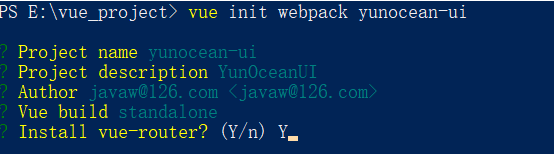 PS E:\vue_project> vue init webpack yunocean-ui
? Project name yunocean-ui
? Project description YunOceanUI
? Author javaw@126.com <javaw@126.com>
? Vue build standalone
? Install vue-router? (Y/n) Y_